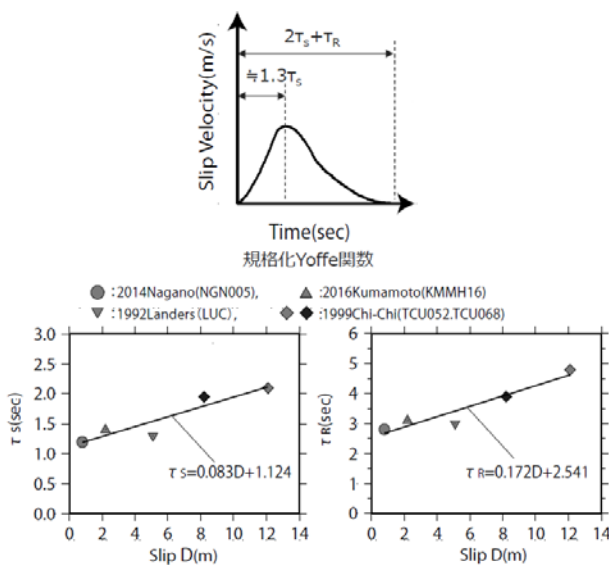 2τs+τR
≒1.3τs
Slip Velocity(m/s)
Time(sec)
規格化Yoffe関数
:2014Nagano(NGN005), :2016Kumamoto(KMMH16)
:1992Landers(LUC), :1999Chi-Chi(TCU052.TCU068)
3.0
2.5
2.0
1.5
1.0
0.5
0.0
τ s(sec)
τ S=0.083D+1.124
0 2 4 6 8 10 12 14
Slip D(m)
6
5
4
3
2
1
0
τ R(sec)
τ R=0.172D+2.541
0 2 4 6 8 10 12 14
Slip D(m)